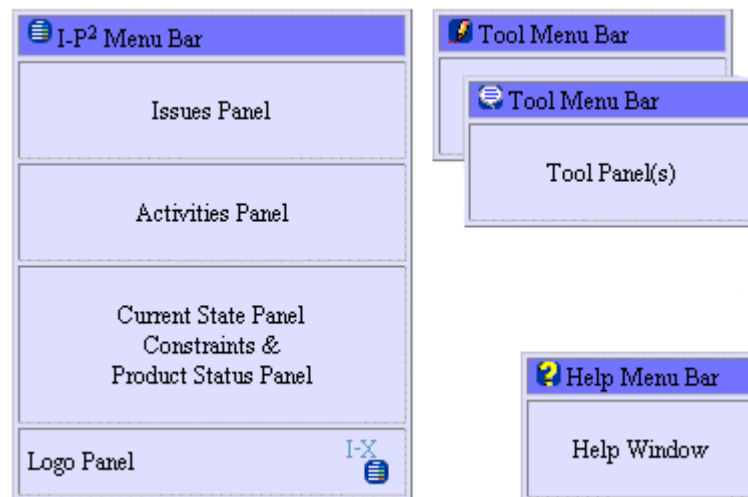 I-P² Menu Bar
Issues Panel
Activities Panel
Current State Panel
Constraints &
Product Status Panel
Logo Panel
I-X
Tool Menu Bar
Tool Menu Bar
Tool Panel(s)
Help Menu Bar
Help Window